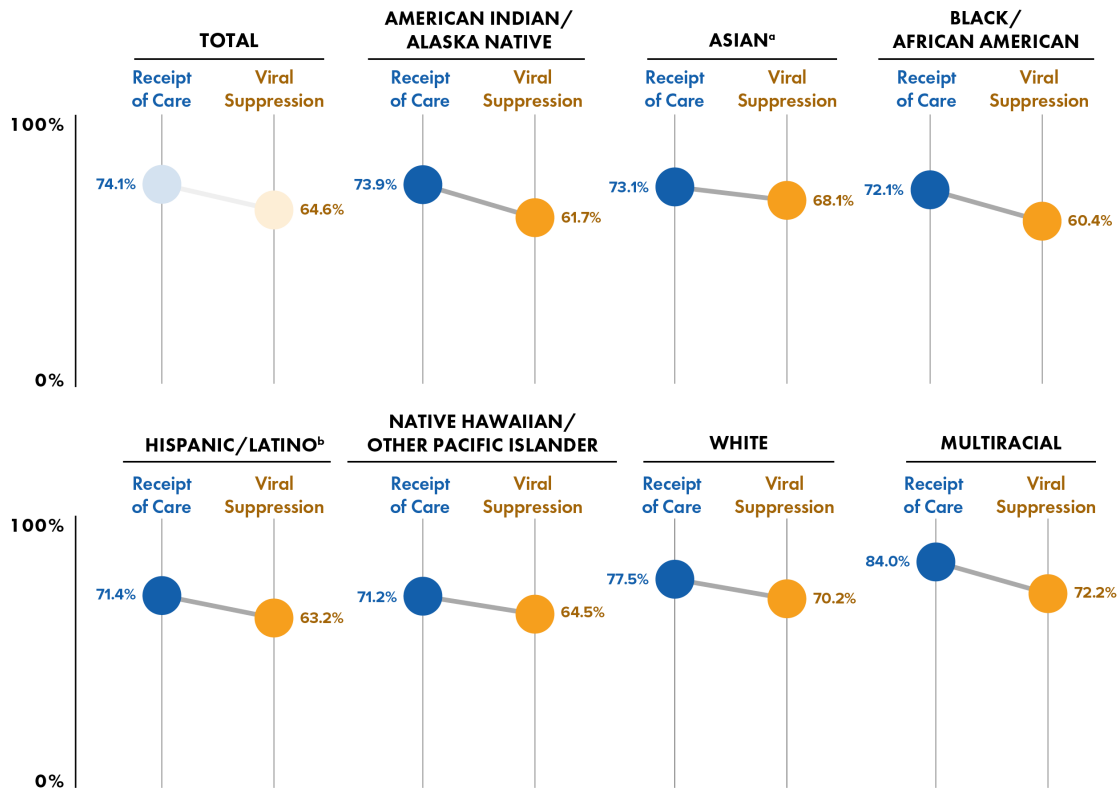 TOTAL
Receipt
of Care
Viral
Suppression
74.1%
64.6%
AMERICAN INDIAN/
ALASKA NATIVE
Receipt
of Care
Viral
Suppression
73.9%
61.7%
ASIANᵃ
Receipt
of Care
Viral
Suppression
73.1%
68.1%
BLACK/
AFRICAN AMERICAN
Receipt
of Care
Viral
Suppression
72.1%
60.4%
100%
0%
HISPANIC/LATINOᵇ
Receipt
of Care
Viral
Suppression
71.4%
63.2%
NATIVE HAWAIIAN/
OTHER PACIFIC ISLANDER
Receipt
of Care
Viral
Suppression
71.2%
64.5%
WHITE
Receipt
of Care
Viral
Suppression
77.5%
70.2%
MULTIRACIAL
Receipt
of Care
Viral
Suppression
84.0%
72.2%
100%
0%